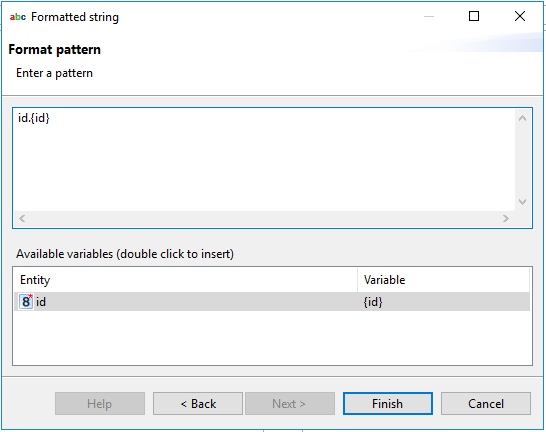 abc Formatted string
Format pattern
Enter a pattern
id.{id}
Available variables (double click to insert)
Entity Variable
8 id {id}
Help < Back Next > Finish Cancel